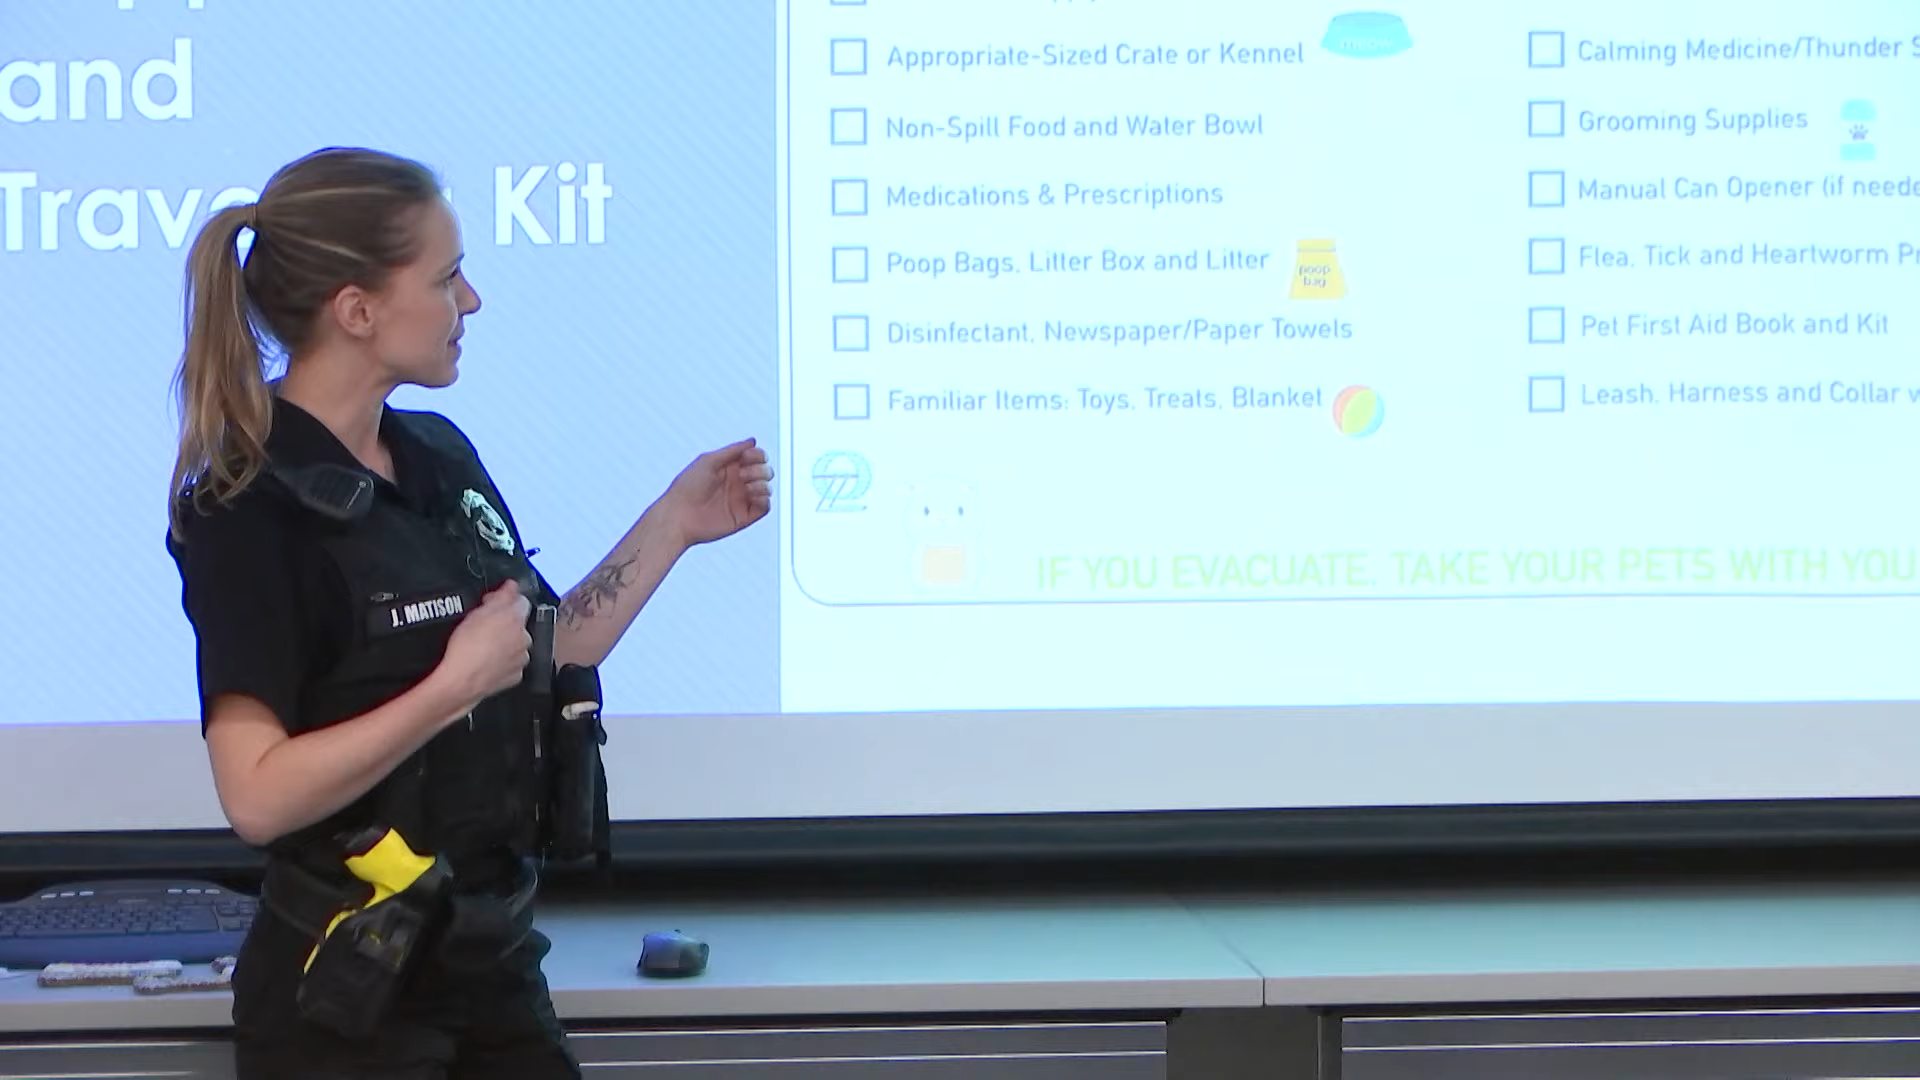 and
Kit
Appropriate-Sized Crate or Kennel
Non-Spill Food and Water Bowl
Medications & Prescriptions
Poop Bags, Litter Box and Litter
poop
bag
Disinfectant, Newspaper/Paper Towels
Familiar Items: Toys, Treats, Blanket
Calming Medicine/Thunder
Grooming Supplies
Manual Can Opener (if
Flea, Tick and Heartworm
Pet First Aid Book and Kit
Leash, Harness and Collar
IF YOU EVACUATE, TAKE YOUR PETS WITH YOU
J. MATISON